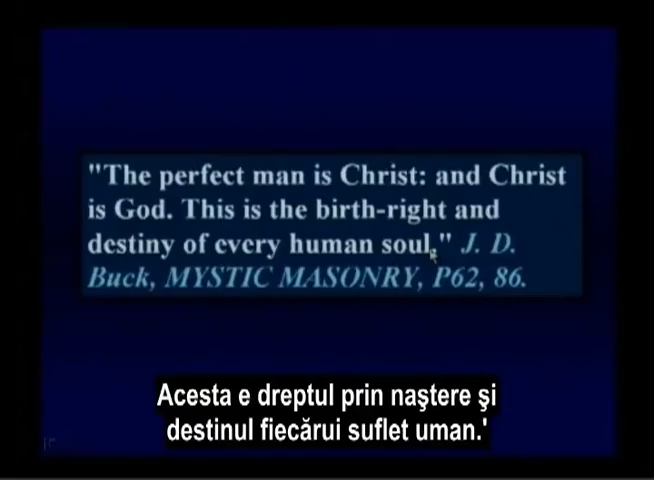 "The perfect man is Christ: and Christ
is God. This is the birth-right and
destiny of every human soul," J. D.
Buck, MYSTIC MASONRY, P62, 86.
Acesta e dreptul prin naştere şi
destinul fiecărui suflet uman.'